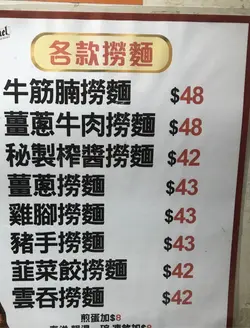 各款撈麵
牛筋腩撈麵 $48
薑蔥牛肉撈麵 $48
秘製榨醬撈麵 $42
薑蔥撈麵 $43
雞腳撈麵 $43
豬手撈麵 $43
韮菜餃撈麵 $42
雲吞撈麵 $42
煎蛋加$8